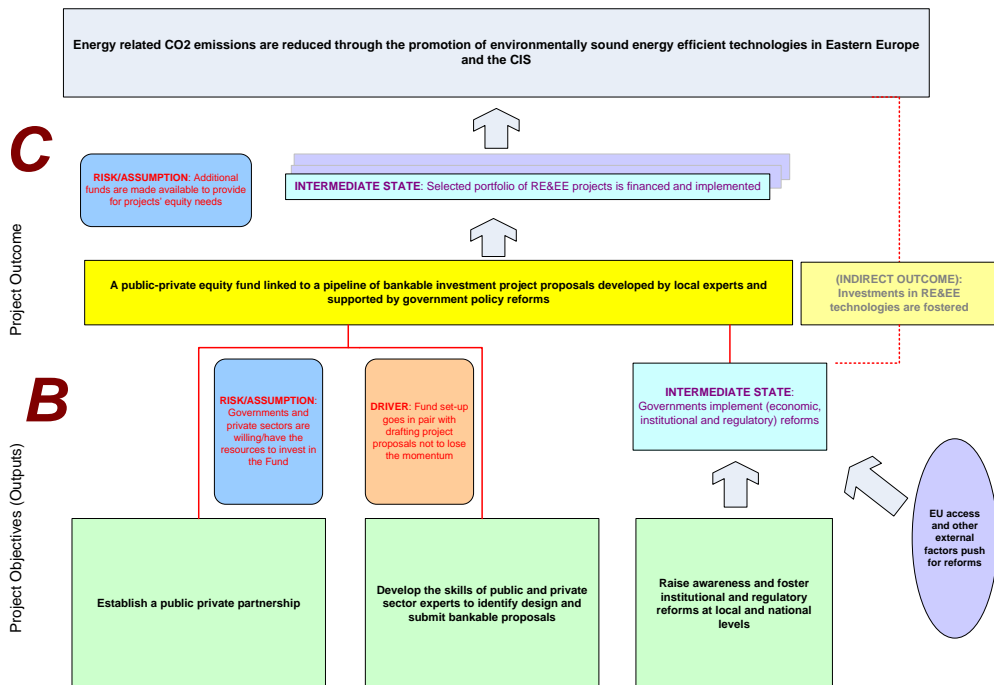 Energy related CO2 emissions are reduced through the promotion of environmentally sound energy efficient technologies in Eastern Europe
and the CIS
C
RISK/ASSUMPTION: Additional
funds are made available to provide
for projects' equity needs
INTERMEDIATE STATE: Selected portfolio of RE&EE projects is financed and implemented
Project Outcome
A public-private equity fund linked to a pipeline of bankable investment project proposals developed by local experts and
supported by government policy reforms
(INDIRECT OUTCOME):
Investments in RE&EE
technologies are fostered
B
RISK/ASSUMPTION:
Governments and
private sectors are
willing/have the
resources to invest in
the Fund
DRIVER: Fund set-up
goes in pair with
drafting project
proposals not to lose
the momentum
INTERMEDIATE STATE:
Governments implement (economic,
institutional and regulatory) reforms
EU access
and other
external
factors push
for reforms
Project Objectives (Outputs)
Establish a public private partnership
Develop the skills of public and private
sector experts to identify design and
submit bankable proposals
Raise awareness and foster
institutional and regulatory
reforms at local and national
levels